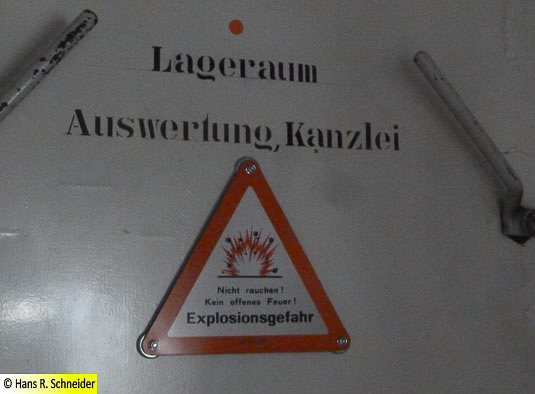 Lageraum
Auswertung, Kanzlei
Nicht rauchen!
Kein offenes Feuer!
Explosionsgefahr
© Hans R. Schneider